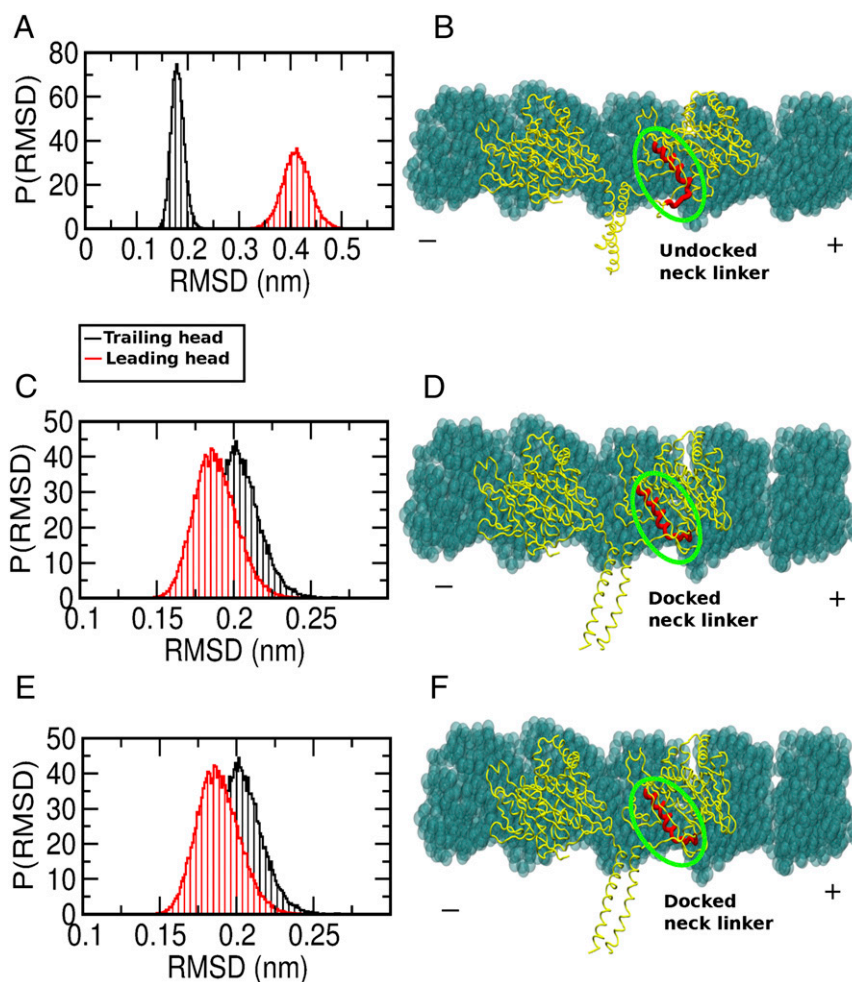 A
P(RMSD)
80
60
40
20
0
0 0.1 0.2 0.3 0.4 0.5
RMSD (nm)
B
–
Undocked
neck linker
+
Trailing head
Leading head
C
P(RMSD)
50
40
30
20
10
0
0.1 0.15 0.2 0.25
RMSD (nm)
D
–
Docked
neck linker
+
E
P(RMSD)
50
40
30
20
10
0
0.1 0.15 0.2 0.25
RMSD (nm)
F
–
Docked
neck linker
+